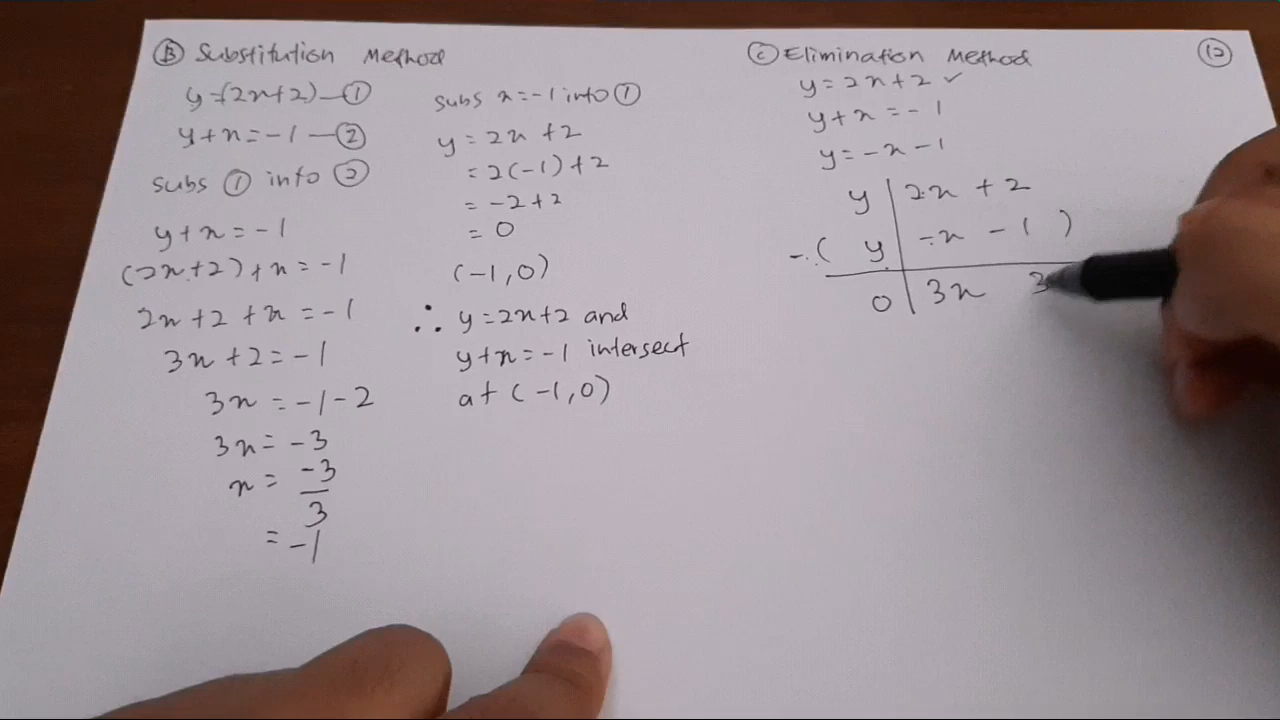 Ⓑ Substitution Method
y=(2x+2)—①
y+x=-1—②
subs ① into ②
y+x=-1
(2x+2)+x=-1
2x+2+x=-1
3x+2=-1
3x=-1-2
3x=-3
x=-3/3
=-1
subs x=-1 into ①
y=2x+2
=2(-1)+2
=-2+2
=0
(-1,0)
∴ y=2x+2 and
y+x=-1 intersect
at (-1,0)
Ⓒ Elimination Method
y=2x+2 ✓
y+x=-1
y=-x-1
y | 2x+2
-( y | -x-1 )
0 | 3x 3
⑫